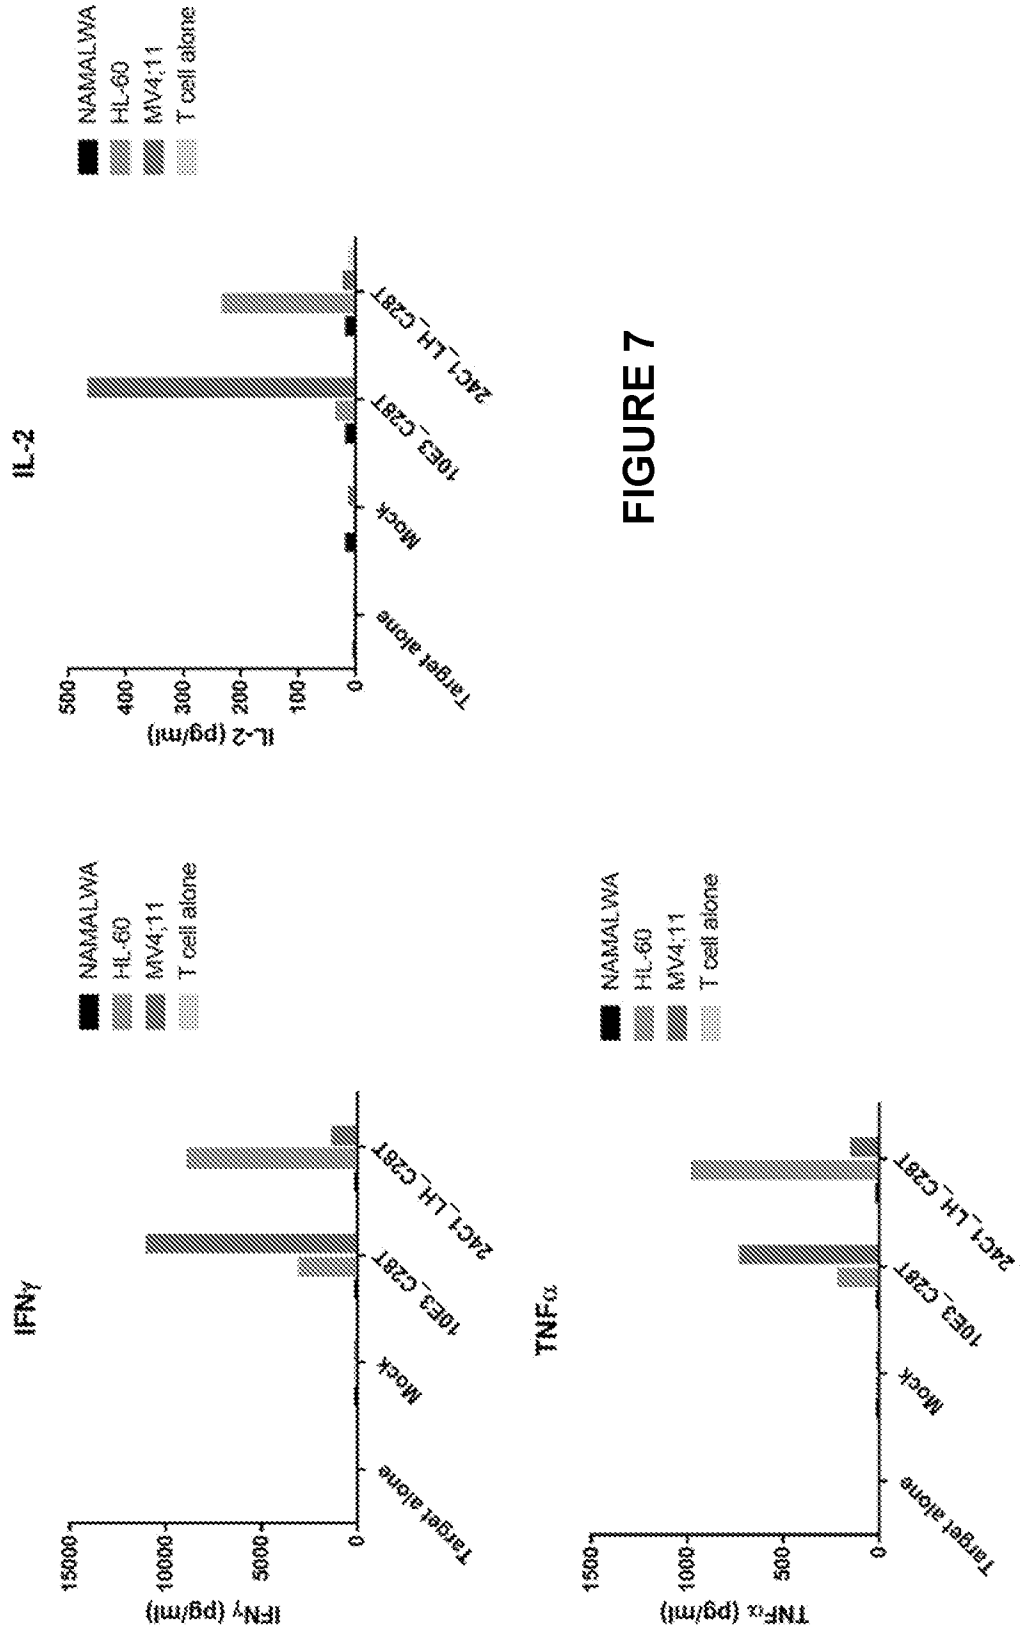 IFNγ
IFNγ (pg/ml)
15000
10000
5000
0
Target alone
Mock
10E3_C28T
24C1_LH_C28T
NAMALWA
HL-60
MV4;11
T cell alone
IL-2
IL-2 (pg/ml)
500
400
300
200
100
0
Target alone
Mock
10E3_C28T
24C1_LH_C28T
NAMALWA
HL-60
MV4;11
T cell alone
TNFα
TNFα (pg/ml)
1500
1000
500
0
Target alone
Mock
10E3_C28T
24C1_LH_C28T
NAMALWA
HL-60
MV4;11
T cell alone
FIGURE 7